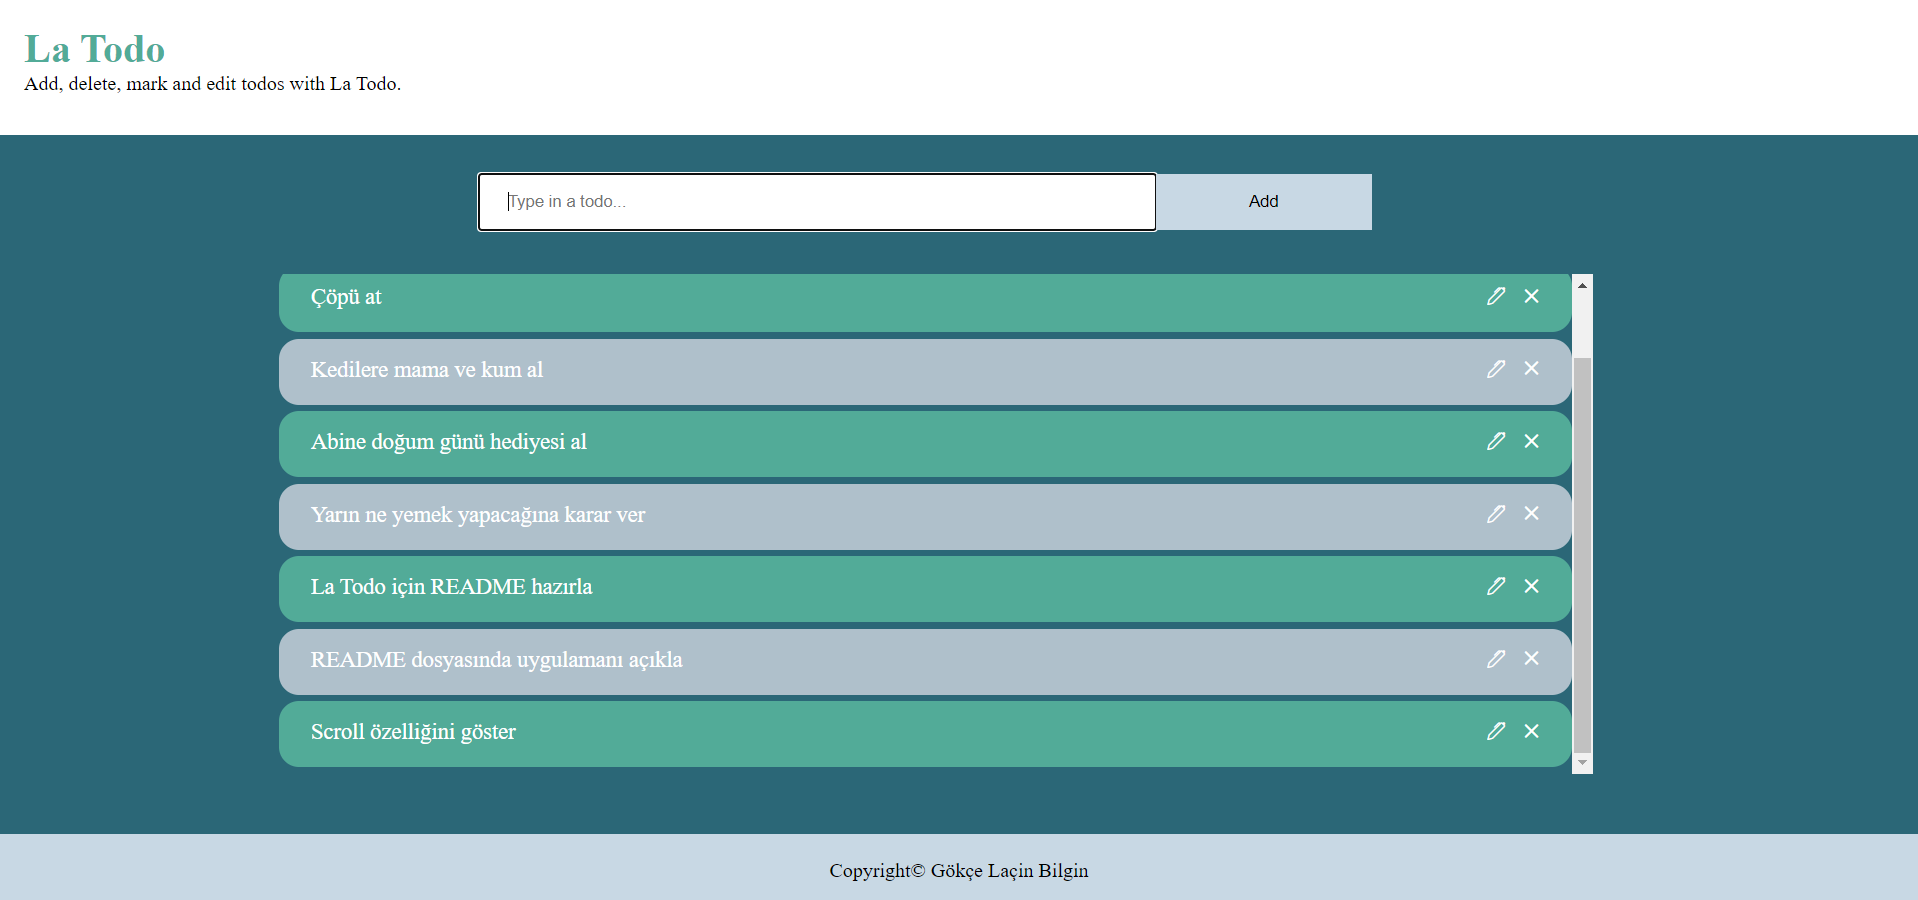 La Todo
Add, delete, mark and edit todos with La Todo.
Type in a todo...
Add
Çöpü at
Kedilere mama ve kum al
Abine doğum günü hediyesi al
Yarın ne yemek yapacağına karar ver
La Todo için README hazırla
README dosyasında uygulamanı açıkla
Scroll özelliğini göster
Copyright© Gökçe Laçin Bilgin